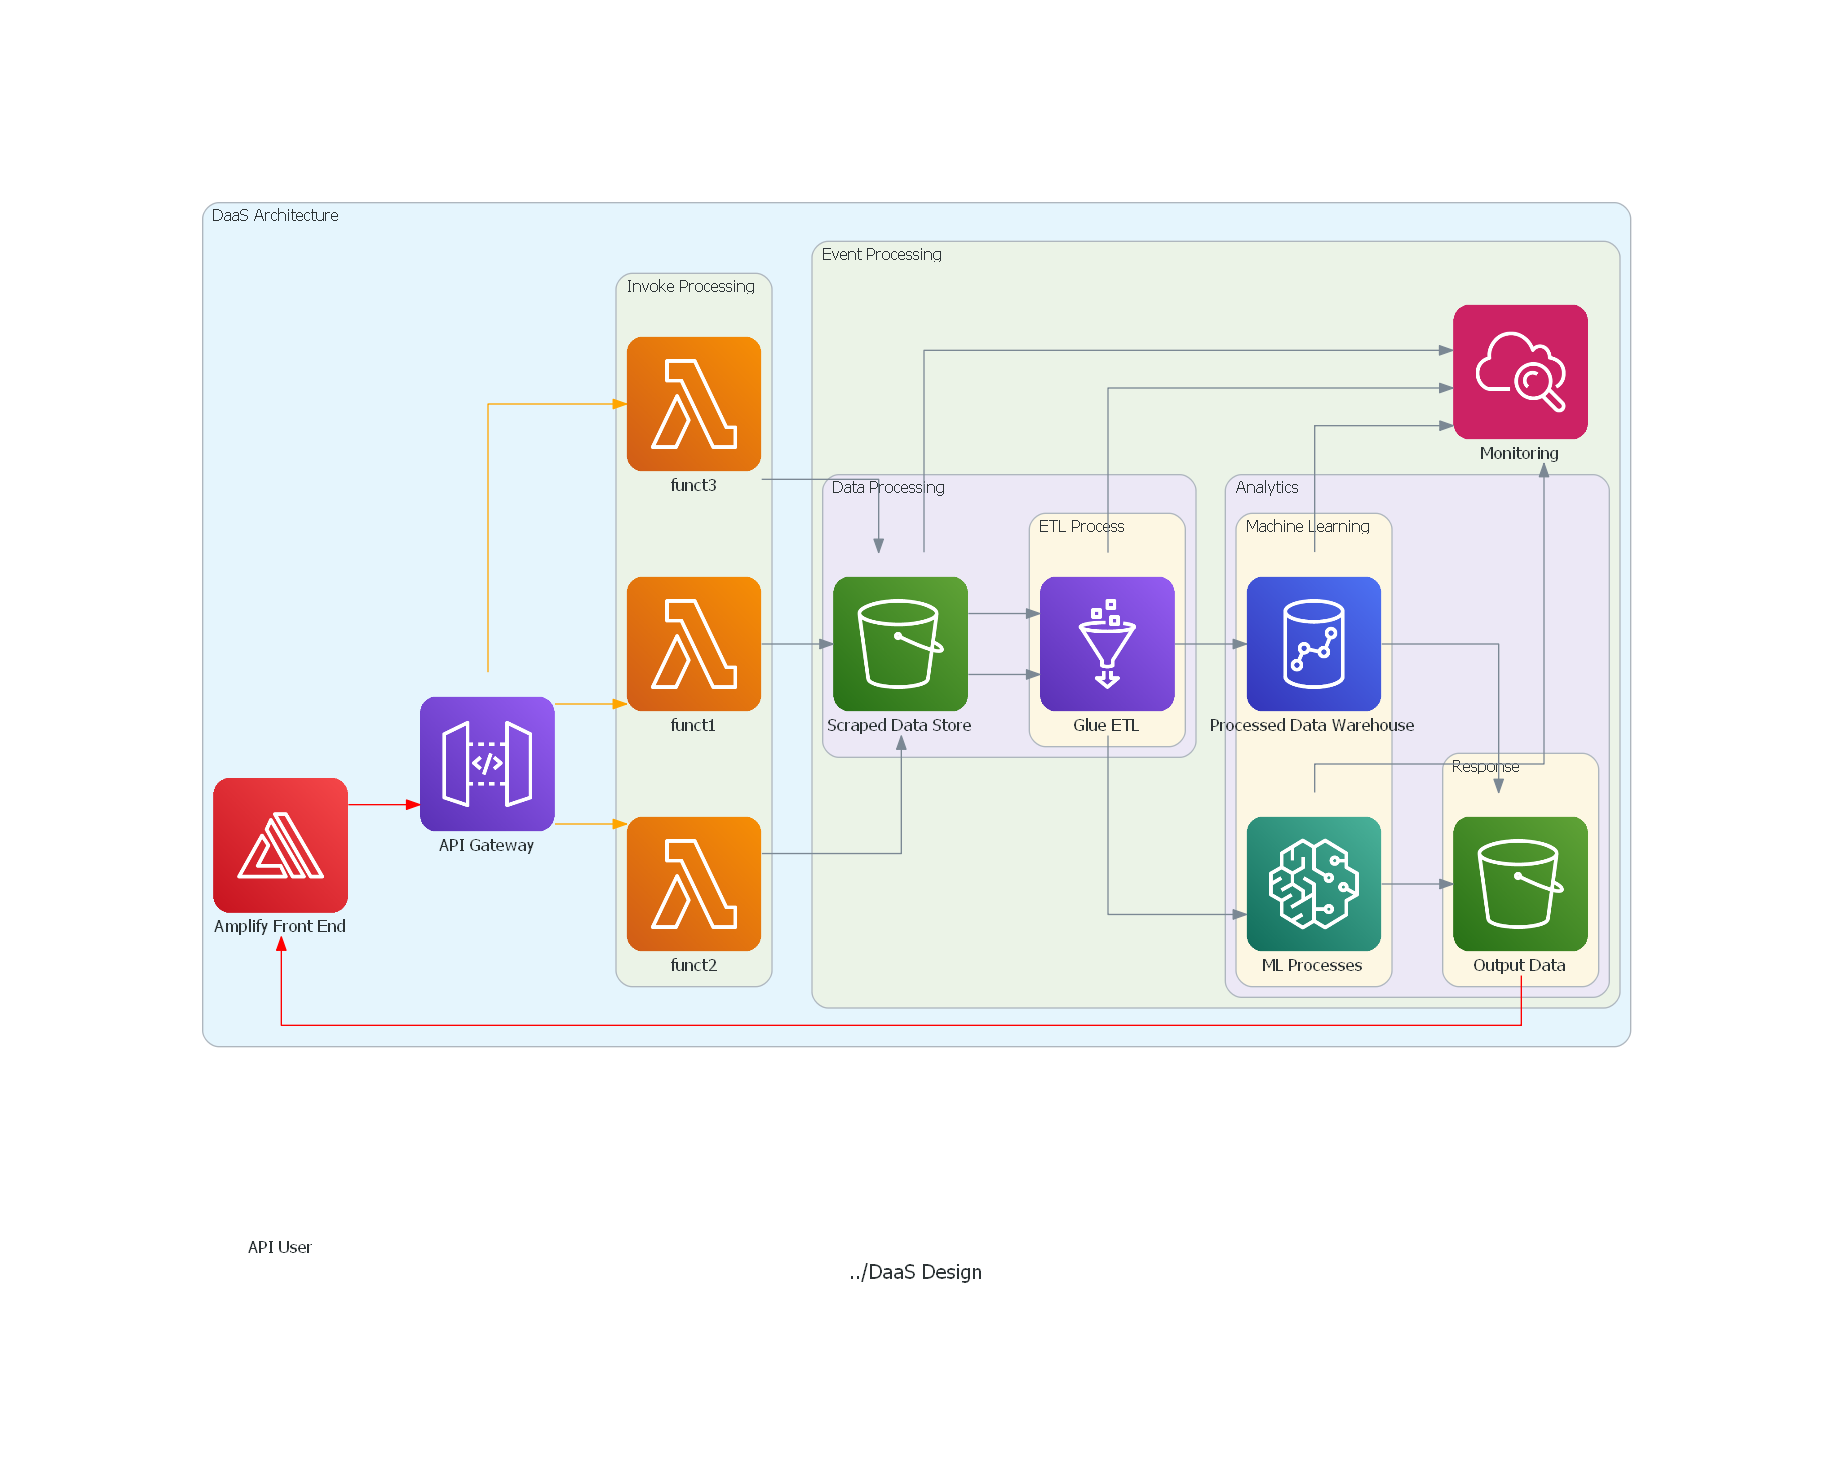 DaaS Architecture
Event Processing
Invoke Processing
Monitoring
funct3
Data Processing
Analytics
ETL Process
Machine Learning
funct1
Scraped Data Store
Glue ETL
Processed Data Warehouse
Response
API Gateway
Amplify Front End
funct2
ML Processes
Output Data
API User
../DaaS Design